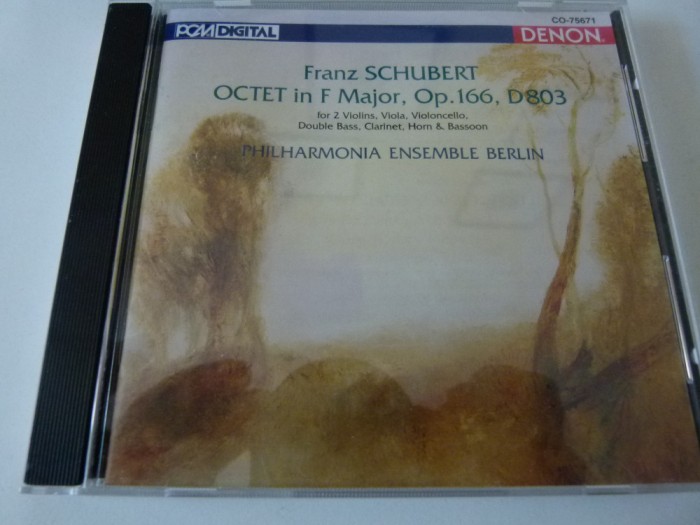 CO-75671
PCM DIGITAL
DENON
Franz SCHUBERT
OCTET in F Major, Op.166, D803
for 2 Violins, Viola, Violoncello,
Double Bass, Clarinet, Horn & Bassoon
PHILHARMONIA ENSEMBLE BERLIN